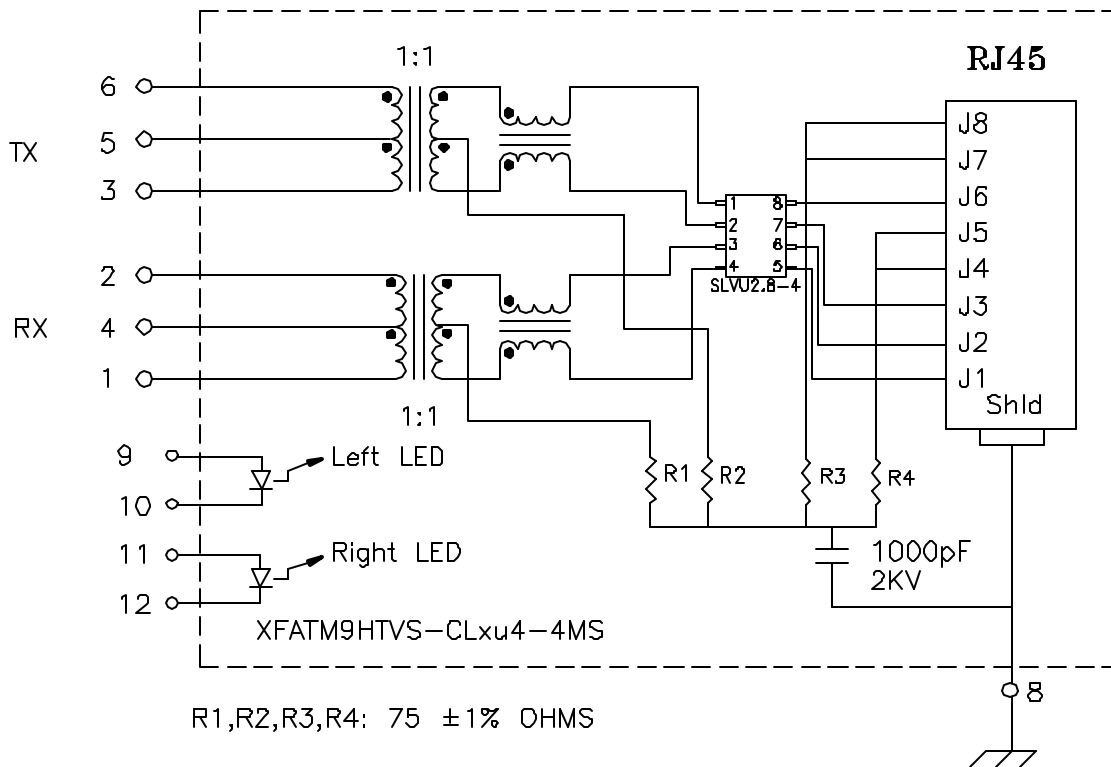 1:1
RJ45
6
TX
5
3
J8
J7
J6
J5
J4
J3
J2
J1
Shld
1 8
2 7
3 6
4 5
SLVU2.8-4
2
RX
4
1
1:1
9
Left LED
10
11
Right LED
12
R1
R2
R3
R4
1000pF
2KV
XFATM9HTVS-CLxu4-4MS
8
R1,R2,R3,R4: 75 ±1% OHMS